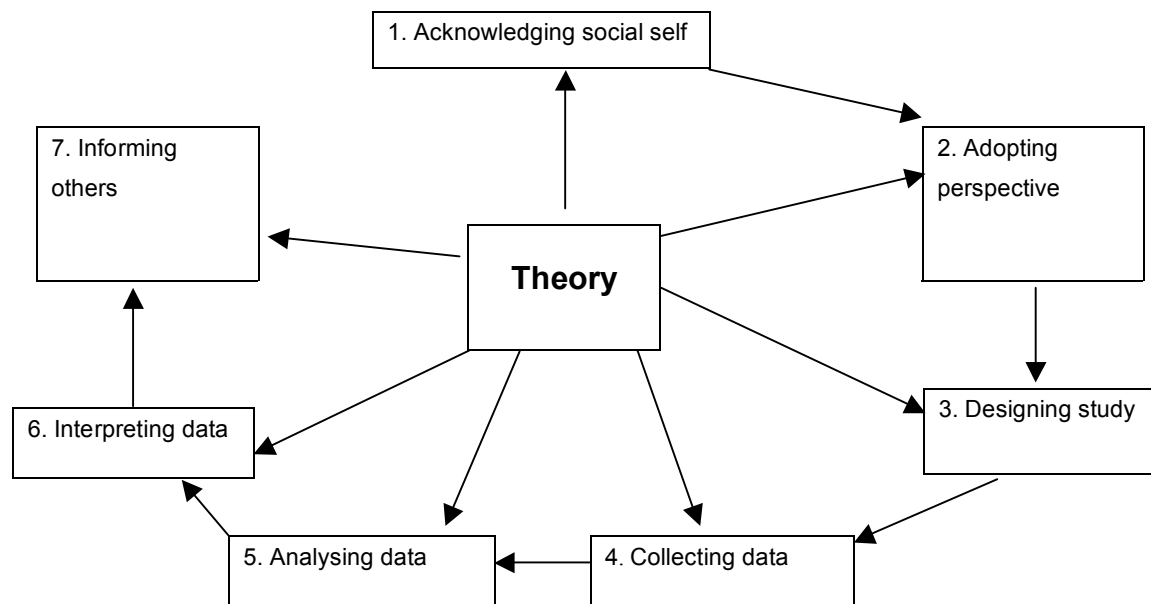 1. Acknowledging social self
7. Informing
others
2. Adopting
perspective
Theory
6. Interpreting data
3. Designing study
5. Analysing data
4. Collecting data